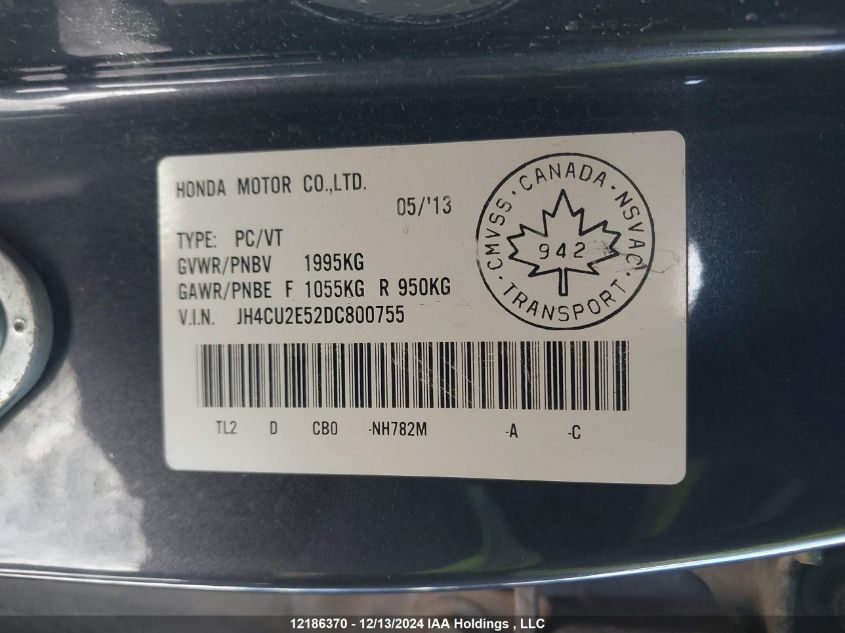 HONDA MOTOR CO.,LTD.
05/'13
TYPE: PC/VT
GVWR/PNBV 1995KG
GAWR/PNBE F 1055KG R 950KG
V.I.N. JH4CU2E52DC800755
CMVSS · CANADA · NSVAC · TRANSPORT ·
942
TL2 D CB0 -NH782M -A -C
12186370 - 12/13/2024 IAA Holdings , LLC